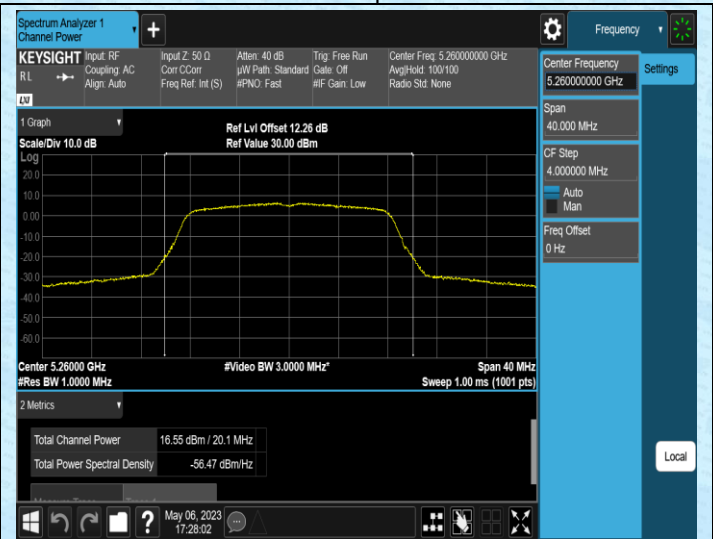 Spectrum Analyzer 1
Channel Power
+
Frequency
KEYSIGHT
RL
LXI
Input: RF
Coupling: AC
Align: Auto
Input Z: 50 Ω
Corr CCorr
Freq Ref: Int (S)
Atten: 40 dB
µW Path: Standard
#PNO: Fast
Trig: Free Run
Gate: Off
#IF Gain: Low
Center Freq: 5.260000000 GHz
Avg|Hold: 100/100
Radio Std: None
Center Frequency
5.260000000 GHz
Settings
Span
40.000 MHz
CF Step
4.000000 MHz
Auto
Man
Freq Offset
0 Hz
Local
1 Graph
Scale/Div 10.0 dB
Ref Lvl Offset 12.26 dB
Ref Value 30.00 dBm
Log
20.0
10.0
0.00
-10.0
-20.0
-30.0
-40.0
-50.0
-60.0
Center 5.26000 GHz
#Res BW 1.0000 MHz
#Video BW 3.0000 MHz*
Span 40 MHz
Sweep 1.00 ms (1001 pts)
2 Metrics
Total Channel Power 16.55 dBm / 20.1 MHz
Total Power Spectral Density -56.47 dBm/Hz
?
May 06, 2023
17:28:02